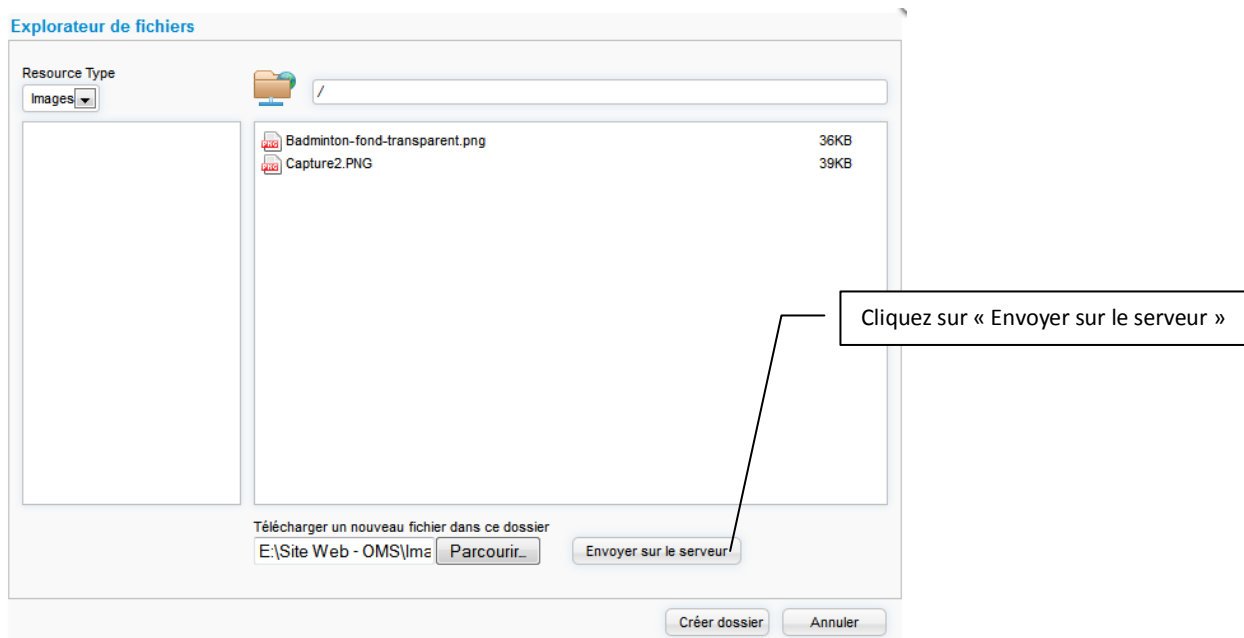 Explorateur de fichiers
Resource Type
Images
/
Badminton-fond-transparent.png 36KB
Capture2.PNG 39KB
Cliquez sur « Envoyer sur le serveur »
Télécharger un nouveau fichier dans ce dossier
E:\Site Web - OMS\Ima Parcourir... Envoyer sur le serveur
Créer dossier Annuler